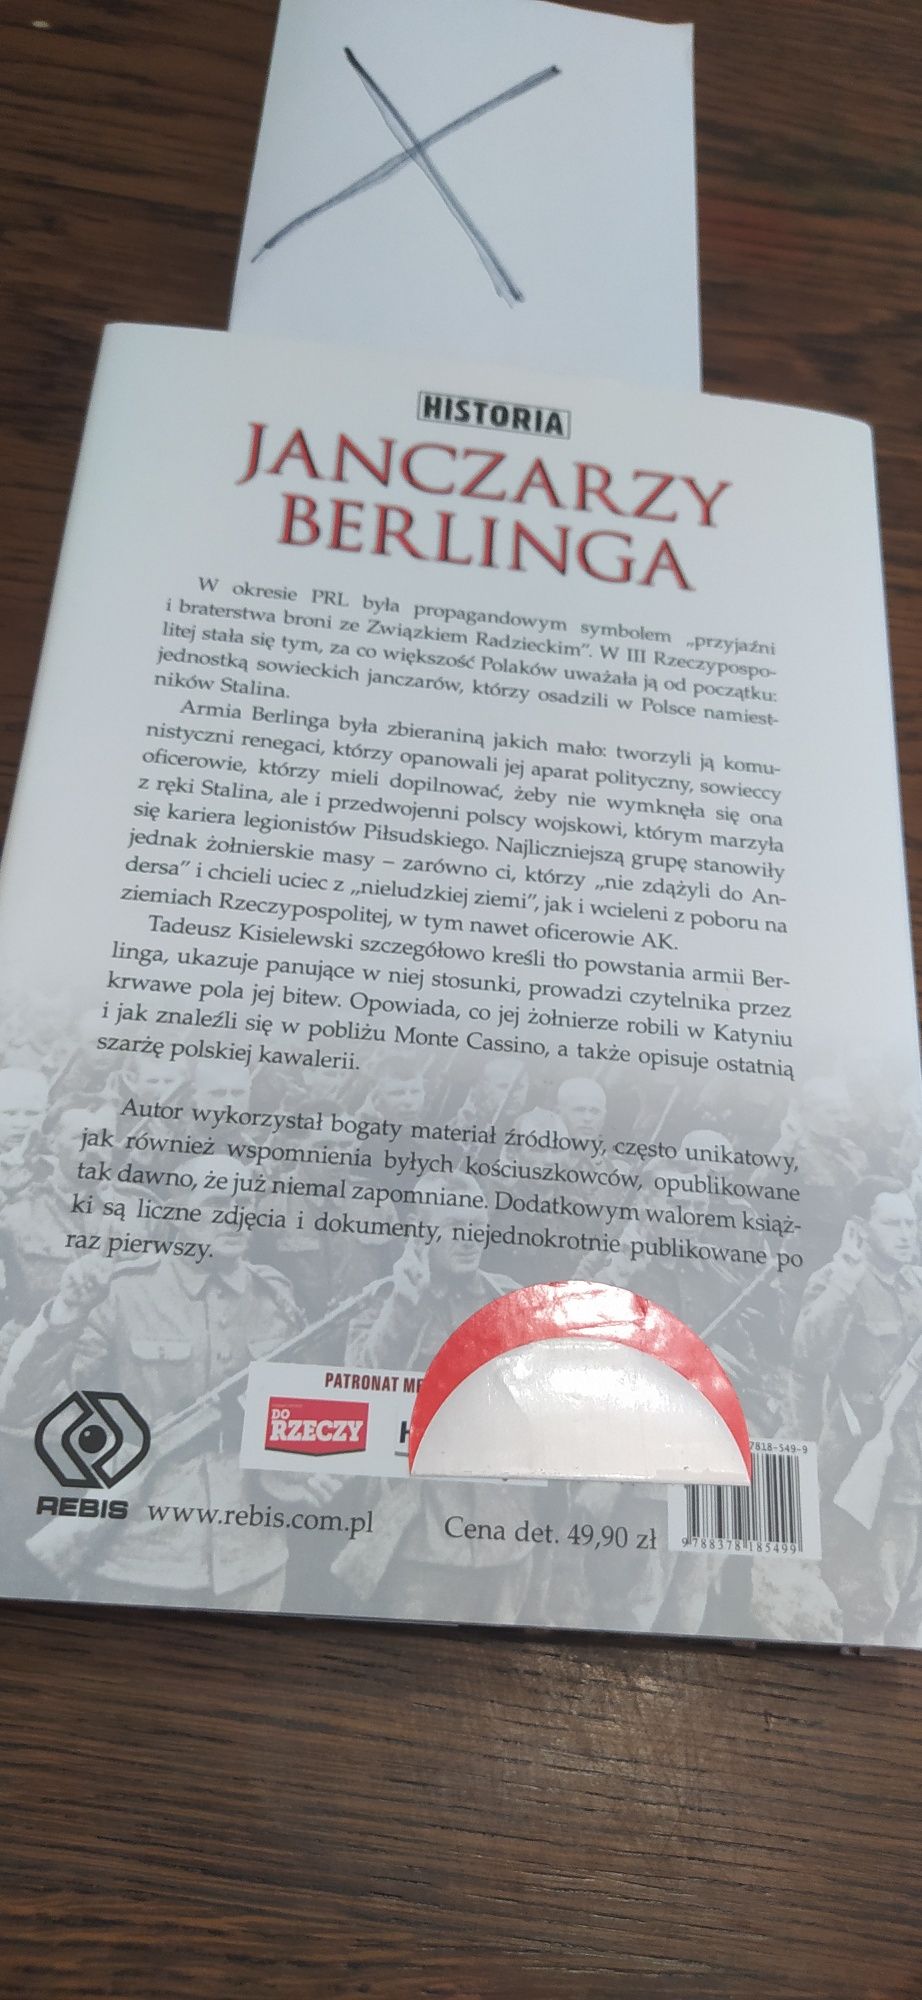 HISTORIA
JANCZARZY
BERLINGA
W okresie PRL była propagandowym symbolem „przyjaźni
i braterstwa broni ze Związkiem Radzieckim”. W III Rzeczypospo-
litej stała się tym, za co większość Polaków uważała ją od początku:
jednostką sowieckich janczarów, którzy osadzili w Polsce namiest-
ników Stalina.
Armia Berlinga była zbieraniną jakich mało: tworzyli ją komu-
nistyczni renegaci, którzy opanowali jej aparat polityczny, sowieccy
oficerowie, którzy mieli dopilnować, żeby nie wymknęła się ona
z ręki Stalina, ale i przedwojenni polscy wojskowi, którym marzyła
się kariera legionistów Piłsudskiego. Najliczniejszą grupę stanowiły
jednak żołnierskie masy – zarówno ci, którzy „nie zdążyli do An-
dersa” i chcieli uciec z „nieludzkiej ziemi”, jak i wcieleni z poboru na
ziemiach Rzeczypospolitej, w tym nawet oficerowie AK.
Tadeusz Kisielewski szczegółowo kreśli tło powstania armii Ber-
linga, ukazuje panujące w niej stosunki, prowadzi czytelnika przez
krwawe pola jej bitew. Opowiada, co jej żołnierze robili w Katyniu
i jak znaleźli się w pobliżu Monte Cassino, a także opisuje ostatnią
szarżę polskiej kawalerii.
Autor wykorzystał bogaty materiał źródłowy, często unikatowy,
jak również wspomnienia byłych kościuszkowców, opublikowane
tak dawno, że już niemal zapomniane. Dodatkowym walorem książ-
ki są liczne zdjęcia i dokumenty, niejednokrotnie publikowane po
raz pierwszy.
PATRONAT
DO
RZECZY
7818-549-9
REBIS www.rebis.com.pl
Cena det. 49,90 zł
9788378185499